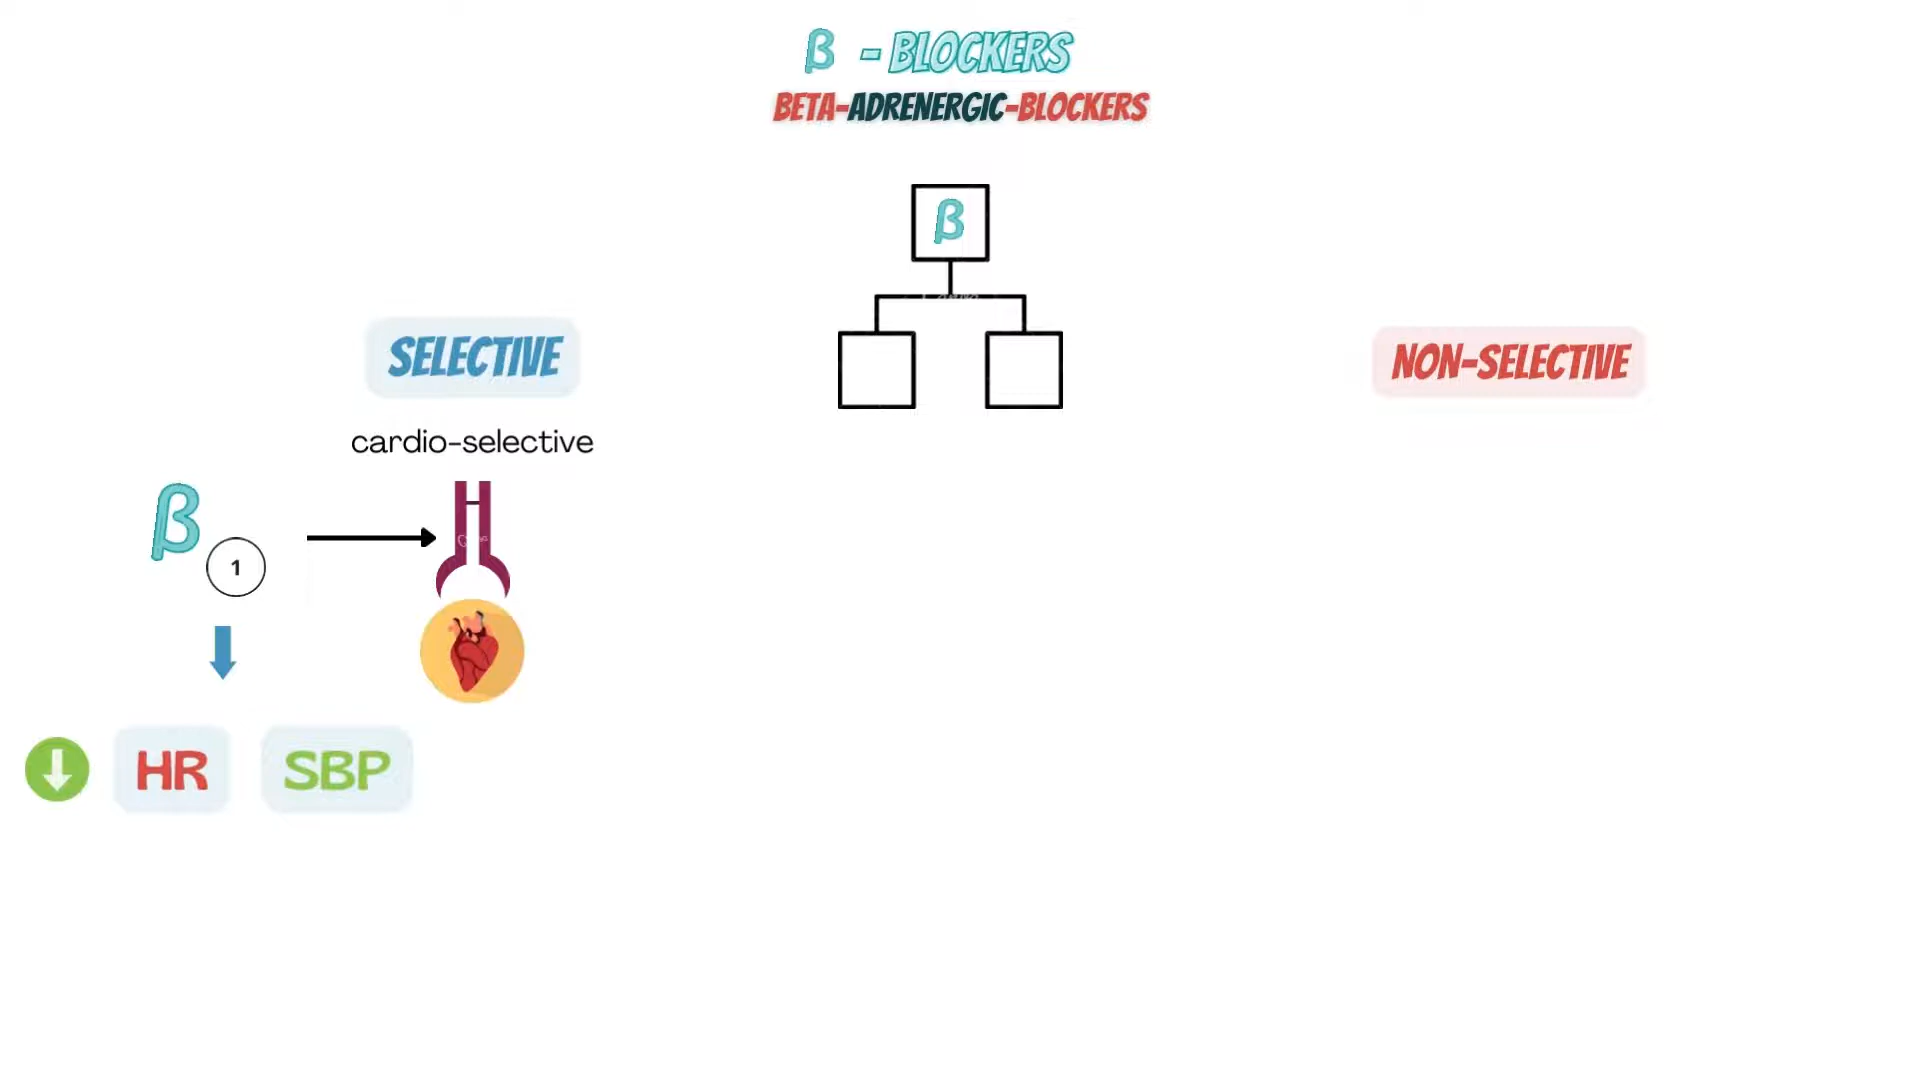 β - BLOCKERS
BETA-ADRENERGIC-BLOCKERS
β
SELECTIVE
NON-SELECTIVE
cardio-selective
β 1
HR SBP